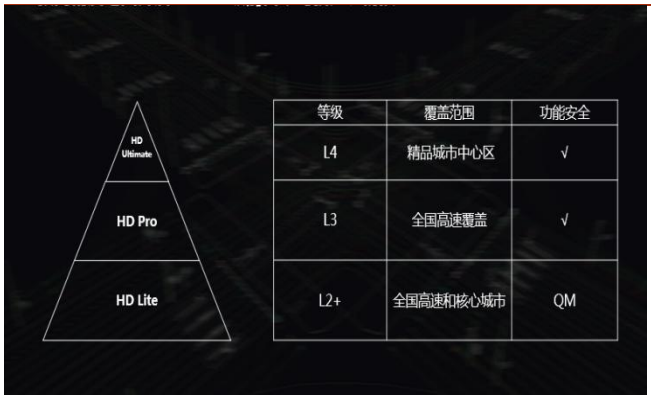 HD
Ultimate
HD Pro
HD Lite
等级 覆盖范围 功能安全
L4 精品城市中心区 √
L3 全国高速覆盖 √
L2+ 全国高速和核心城市 QM